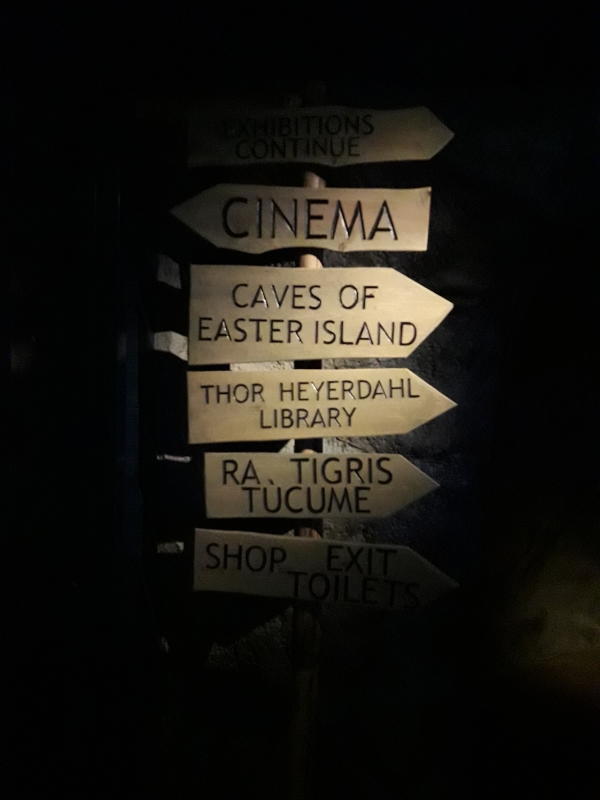 EXHIBITIONS
CONTINUE
CINEMA
CAVES OF
EASTER ISLAND
THOR HEYERDAHL
LIBRARY
RA, TIGRIS
TUCUME
SHOP EXIT
TOILETS